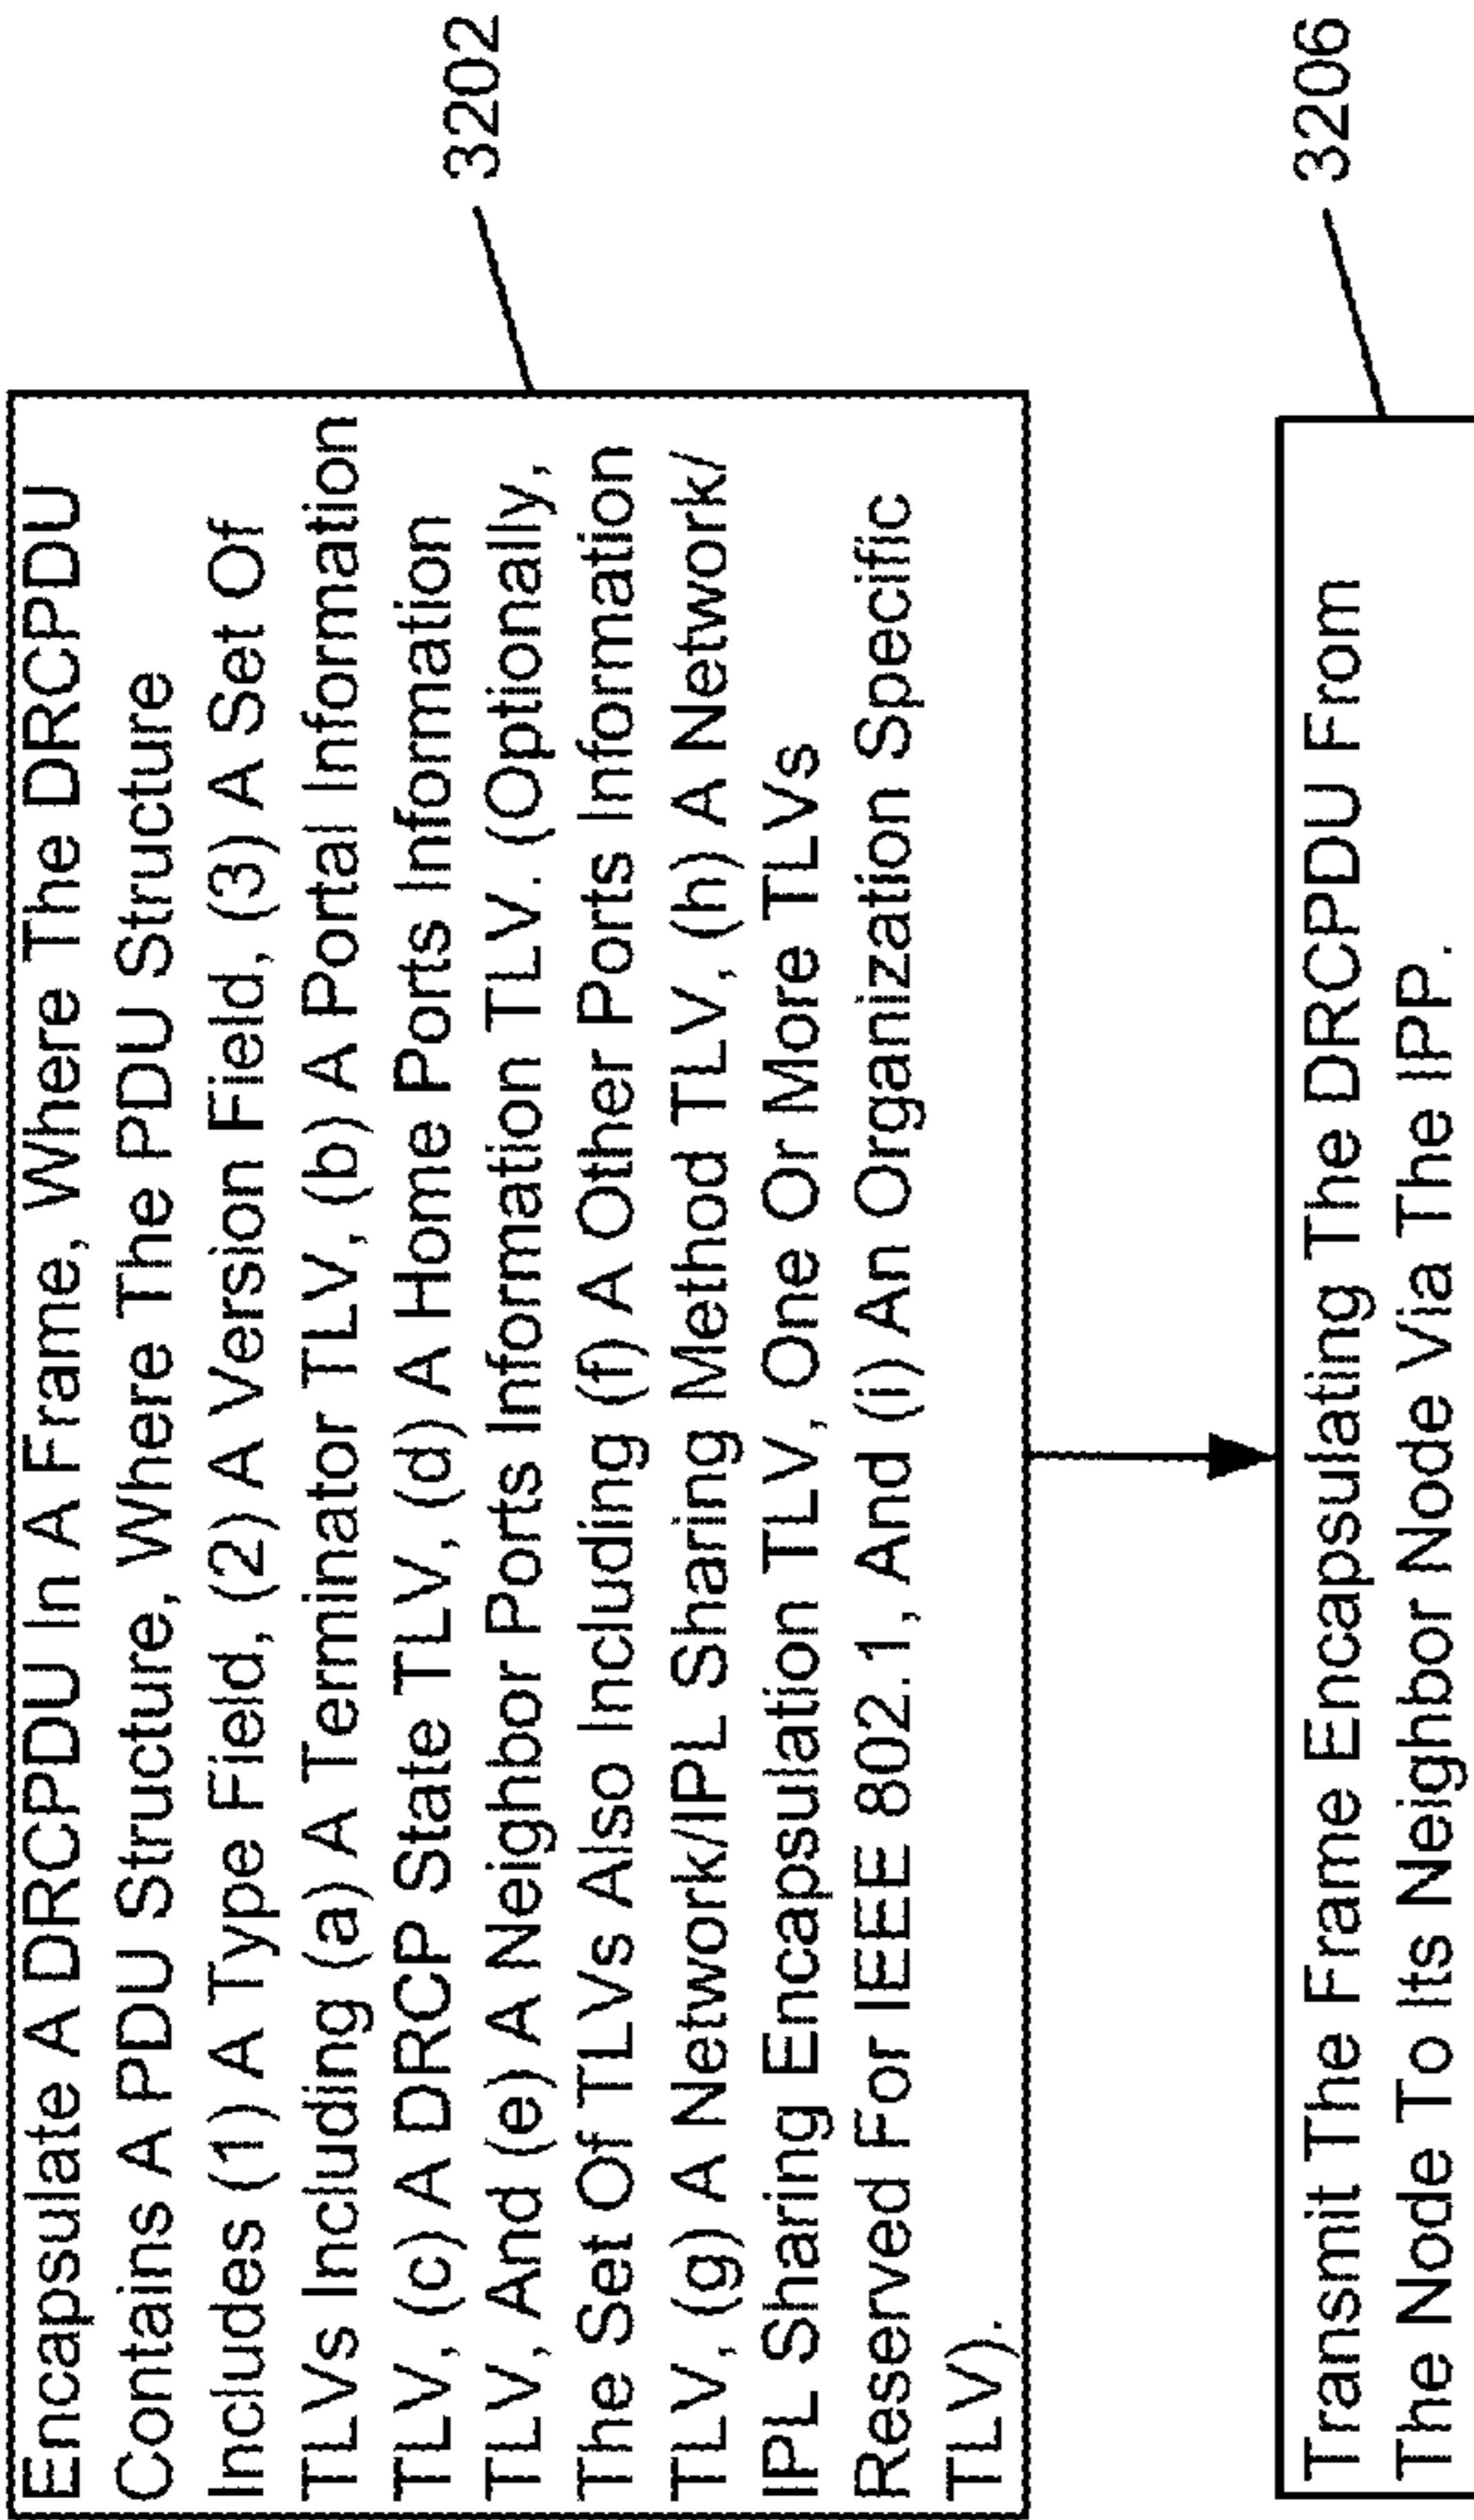 Encapsulate A DRCPDU In A Frame, Where The DRCPDU
Contains A PDU Structure, Where The PDU Structure
Includes (1) A Type Field, (2) A Version Field, (3) A Set Of
TLVs Including (a) A Terminator TLV, (b) A Portal Information
TLV, (c) A DRCP State TLV, (d) A Home Ports Information
TLV, And (e) A Neighbor Ports Information TLV. (Optionally,
The Set Of TLVs Also Including (f) A Other Ports Information
TLV, (g) A Network/IPL Sharing Method TLV, (h) A Network/
IPL Sharing Encapsulation TLV, One Or More TLVs
Reserved For IEEE 802.1, And (i) An Organization Specific
TLV).
3202
Transmit The Frame Encapsulating The DRCPDU From
The Node To Its Neighbor Node Via The IPP.
3206